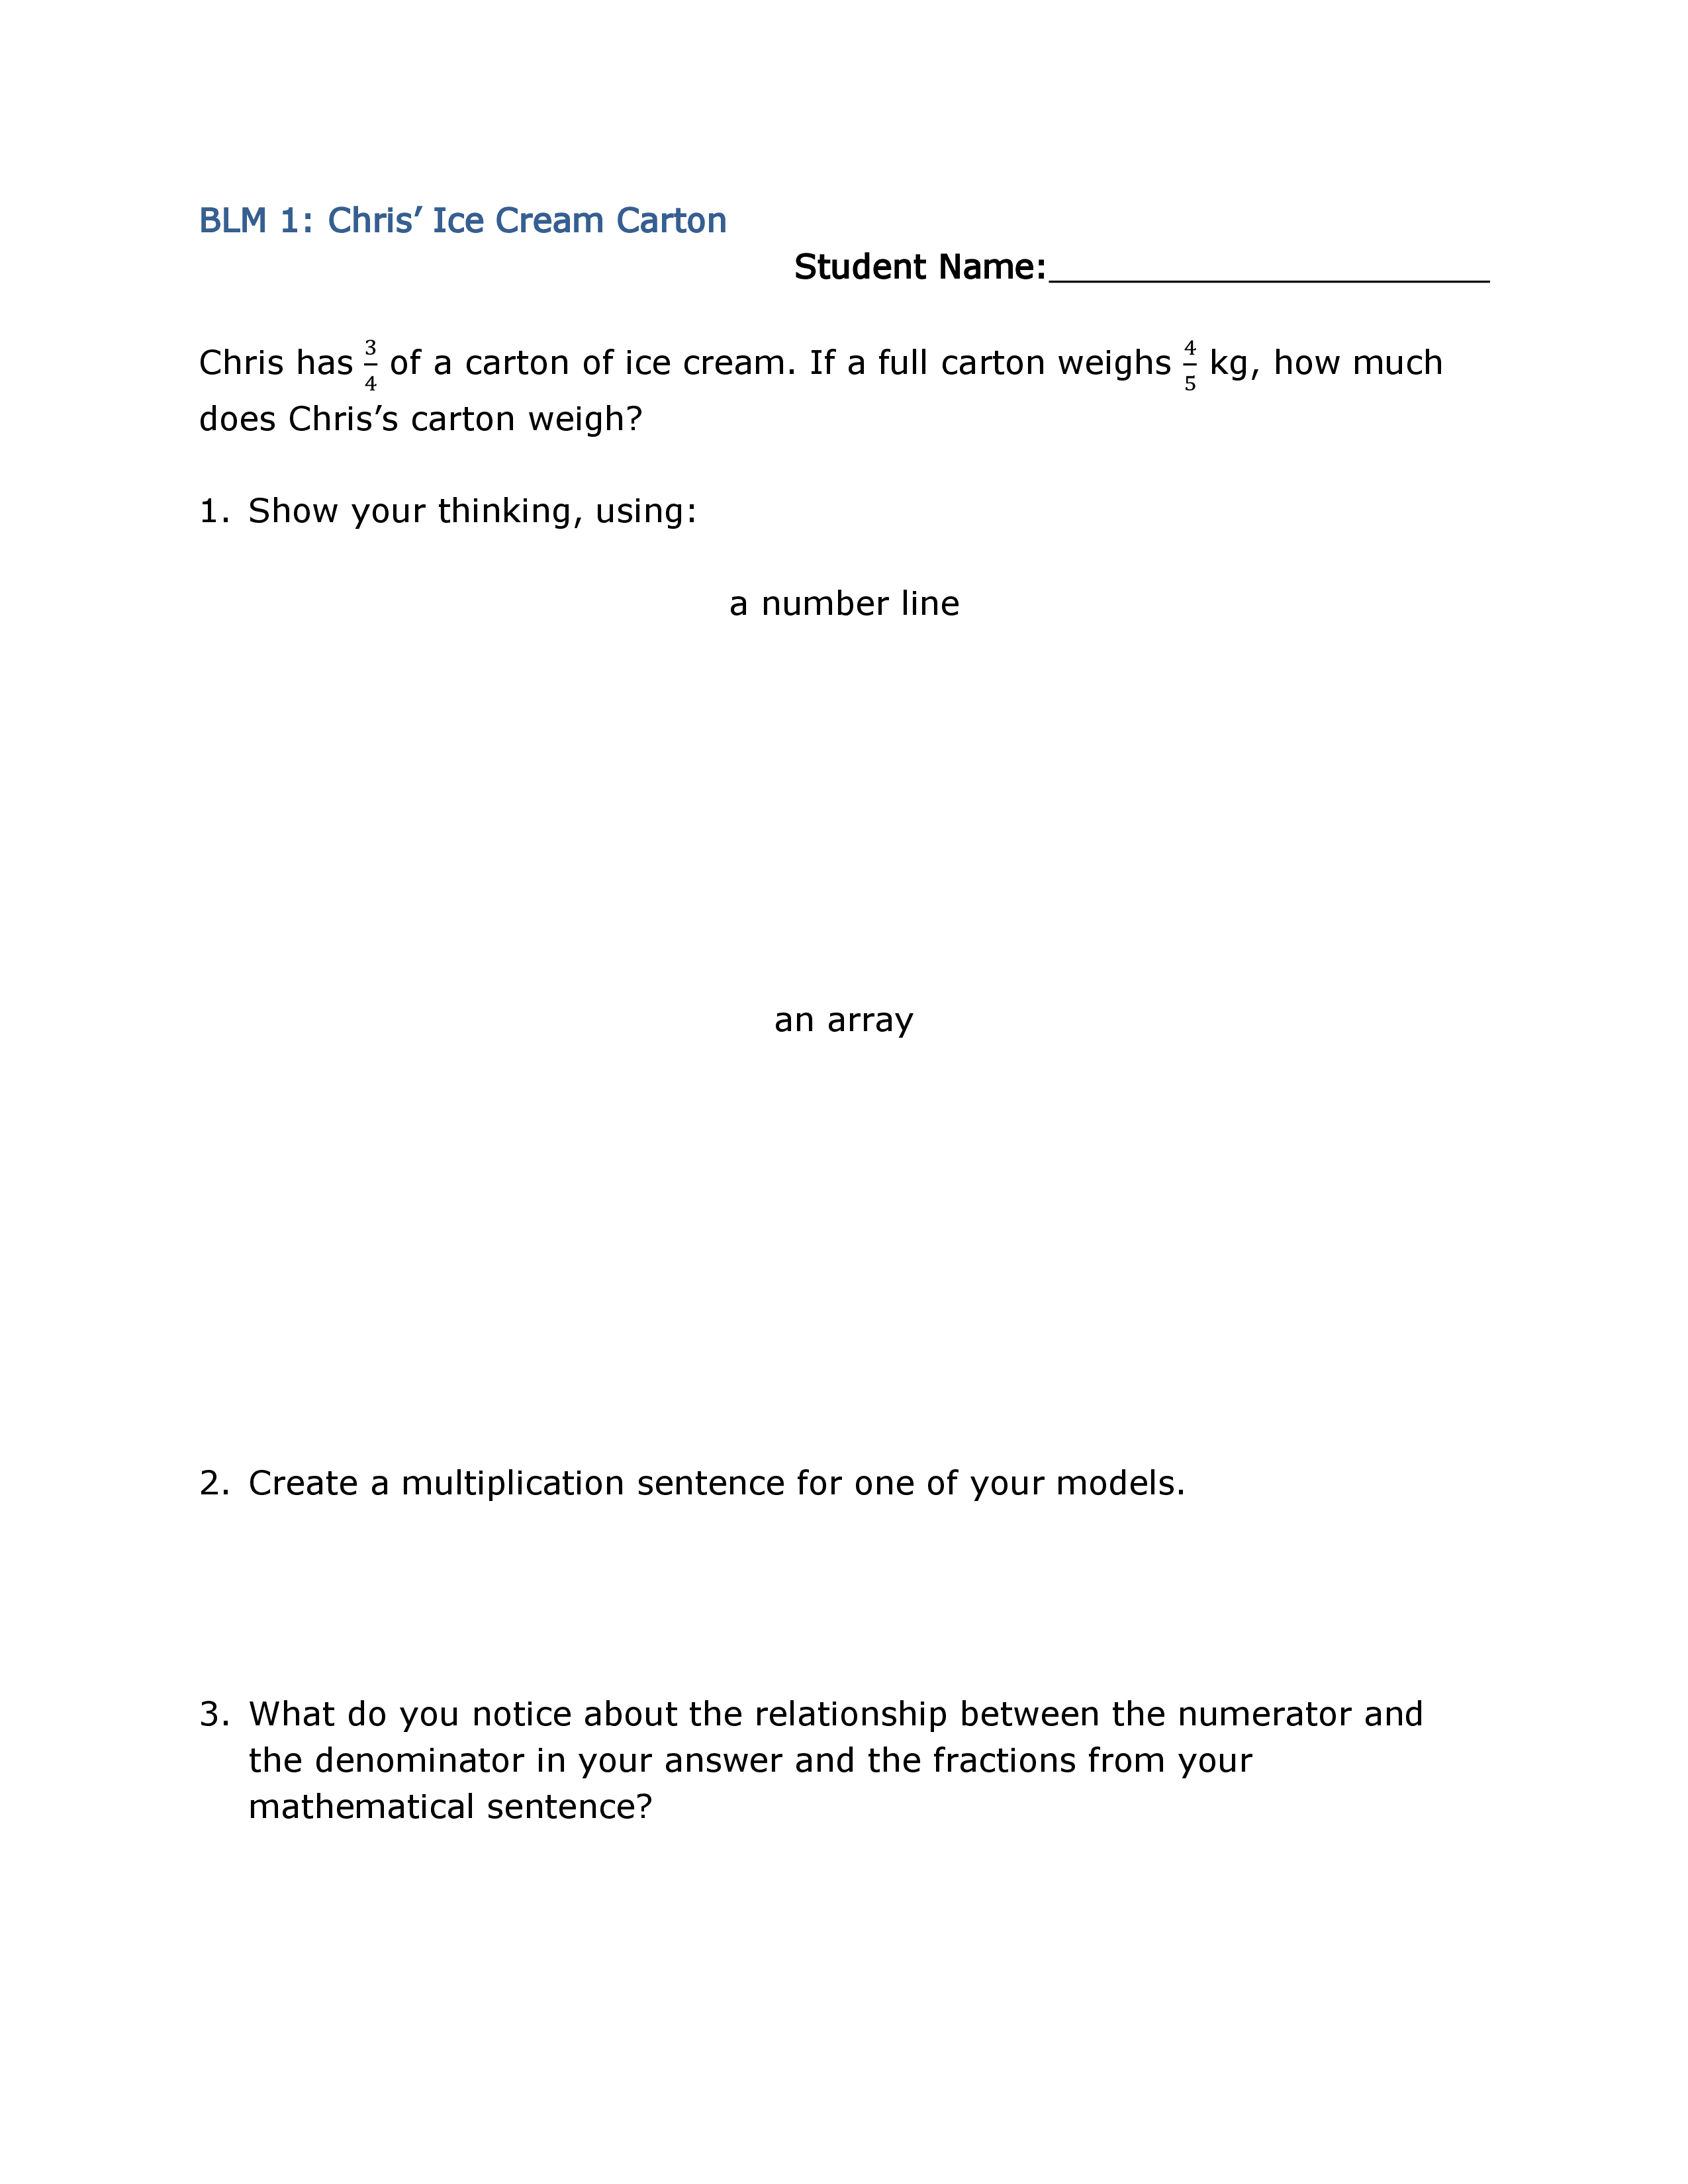 BLM 1: Chris’ Ice Cream Carton
Student Name:________________________
Chris has 3/4 of a carton of ice cream. If a full carton weighs 4/5 kg, how much
does Chris’s carton weigh?
1. Show your thinking, using:
a number line
an array
2. Create a multiplication sentence for one of your models.
3. What do you notice about the relationship between the numerator and
the denominator in your answer and the fractions from your
mathematical sentence?